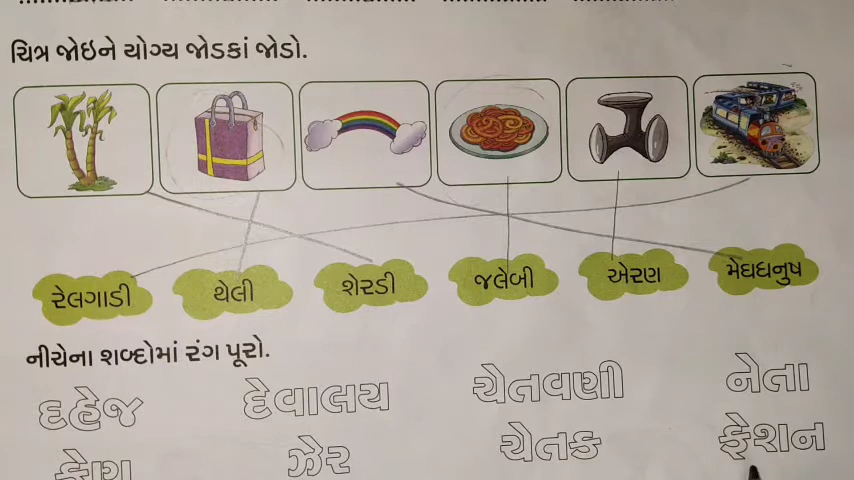 ચિત્ર જોઇને યોગ્ય જોડકાં જોડો.
રેલગાડી થેલી શેરડી જલેબી એરણ મેઘધનુષ
નીચેના શબ્દોમાં રંગ પૂરો.
દહેજ દેવાલય ચેતવણી નેતા
ઝેર ચેતક ફેશન